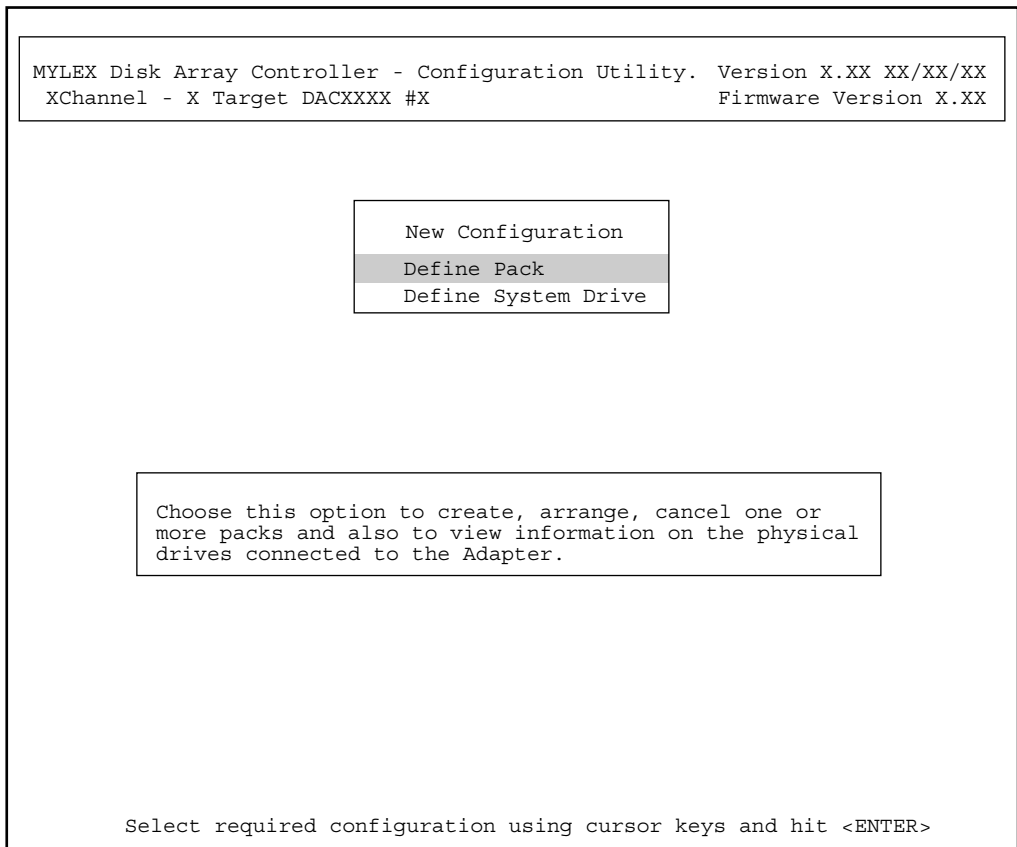 MYLEX Disk Array Controller - Configuration Utility. Version X.XX XX/XX/XX
XChannel - X Target DACXXXX #X Firmware Version X.XX
New Configuration
Define Pack
Define System Drive
Choose this option to create, arrange, cancel one or
more packs and also to view information on the physical
drives connected to the Adapter.
Select required configuration using cursor keys and hit <ENTER>